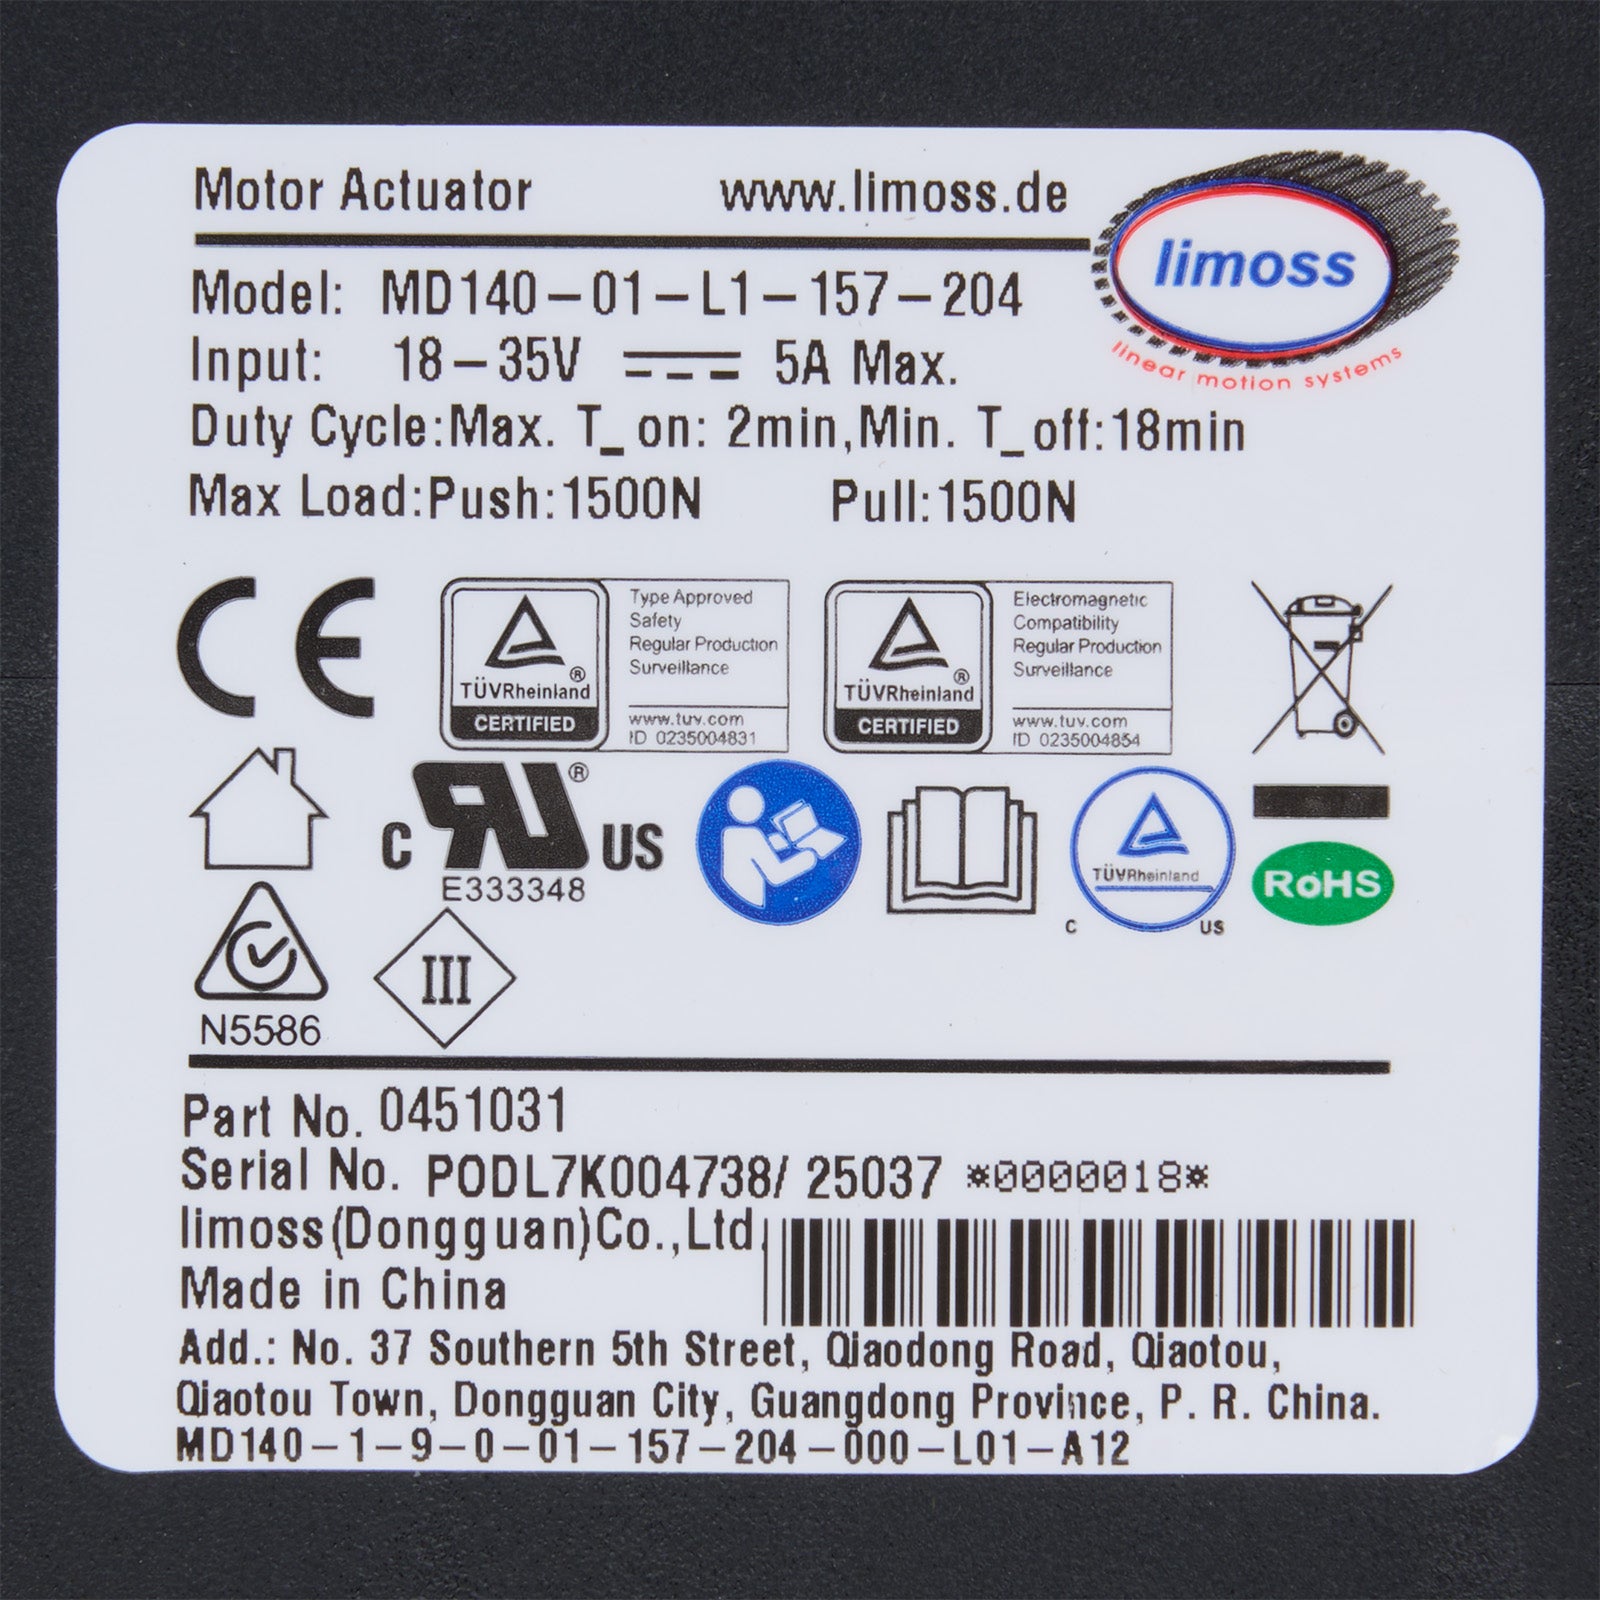 Motor Actuator www.limoss.de
limoss
linear motion systems
Model: MD140-01-L1-157-204
Input: 18-35V 5A Max.
Duty Cycle:Max. T_on: 2min,Min. T_off:18min
Max Load:Push:1500N Pull:1500N
CE
Type Approved
Safety
Regular Production
Surveillance
www.tuv.com
ID 0235004831
TÜVRheinland®
CERTIFIED
Electromagnetic
Compatibility
Regular Production
Surveillance
www.tuv.com
ID 0235004854
TÜVRheinland®
CERTIFIED
C RU® US
E333348
TÜVRheinland
C US
RoHS
N5586
III
Part No. 0451031
Serial No. PODL7K004738/ 25037 *0000018*
limoss(Dongguan)Co.,Ltd.
Made in China
Add.: No. 37 Southern 5th Street, Qiaodong Road, Qiaotou,
Qiaotou Town, Dongguan City, Guangdong Province, P. R. China.
MD140-1-9-0-01-157-204-000-L01-A12